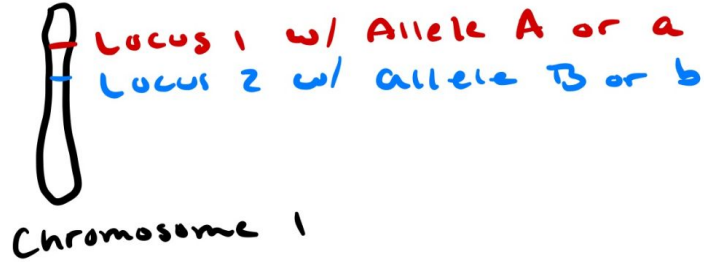 Locus 1 w/ Allele A or a
Locus 2 w/ allele B or b
Chromosome 1